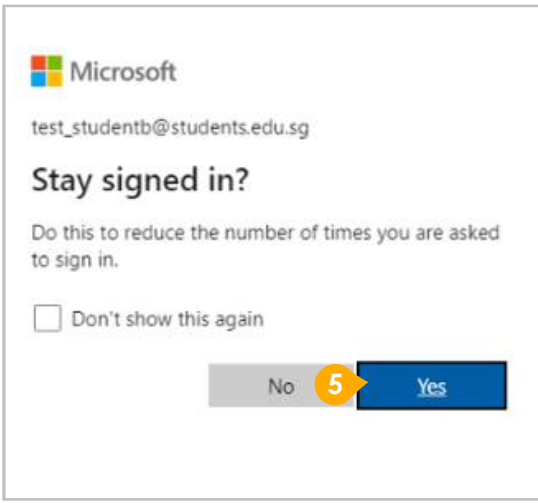 Microsoft
test_studentb@students.edu.sg
Stay signed in?
Do this to reduce the number of times you are asked
to sign in.
Don't show this again
No 5 Yes